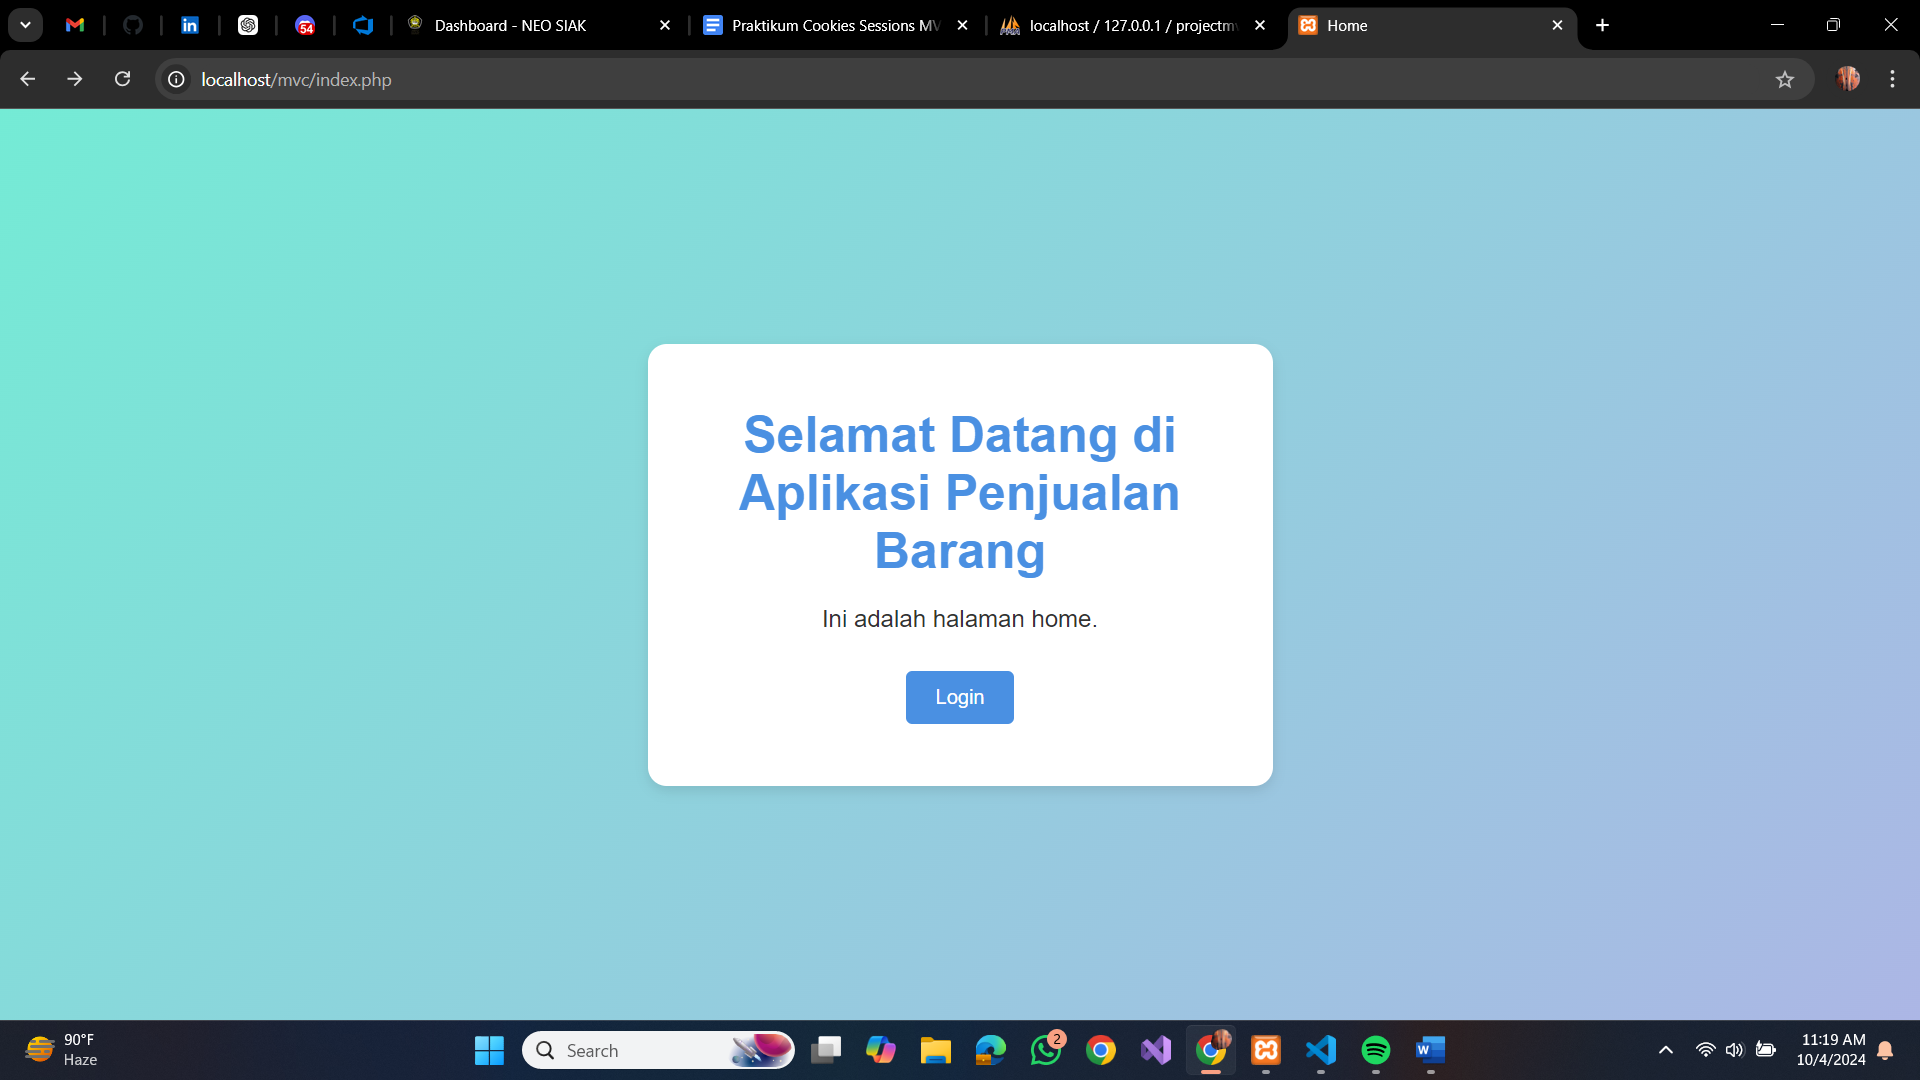 Dashboard - NEO SIAK
Praktikum Cookies Sessions MV
localhost / 127.0.0.1 / projectmv
Home
54
in
localhost/mvc/index.php
Selamat Datang di
Aplikasi Penjualan
Barang
Ini adalah halaman home.
Login
90°F
Haze
Search
2
11:19 AM
10/4/2024